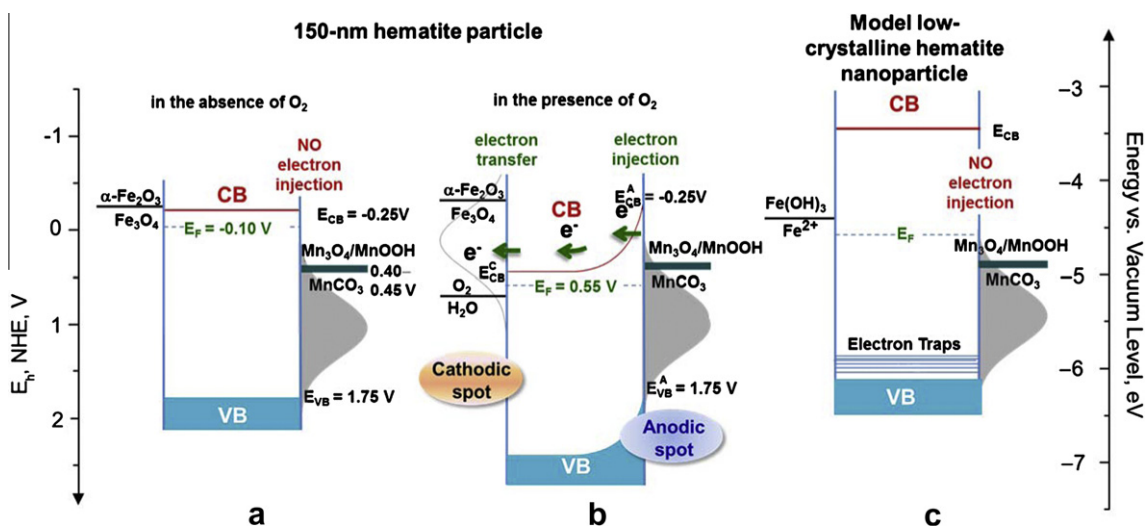 150-nm hematite particle
Model low-
crystalline hematite
nanoparticle
in the absence of O₂
in the presence of O₂
E_h, NHE, V
-1
0
1
2
α-Fe₂O₃
Fe₃O₄
CB
NO
electron
injection
E_CB = -0.25V
E_F = -0.10 V
Mn₃O₄/MnOOH
0.40
MnCO₃
0.45 V
E_VB = 1.75 V
VB
a
electron
transfer
electron
injection
α-Fe₂O₃
Fe₃O₄
CB
E^A_CB = -0.25V
e⁻
e⁻
e⁻
E^C_CB
O₂
H₂O
E_F = 0.55 V
Mn₃O₄/MnOOH
MnCO₃
Cathodic
spot
E^A_VB = 1.75 V
Anodic
spot
VB
b
CB
E_CB
NO
electron
injection
Fe(OH)₃
Fe²⁺
E_F
Mn₃O₄/MnOOH
MnCO₃
Electron Traps
VB
c
–3
–4
–5
–6
–7
Energy vs. Vacuum Level, eV